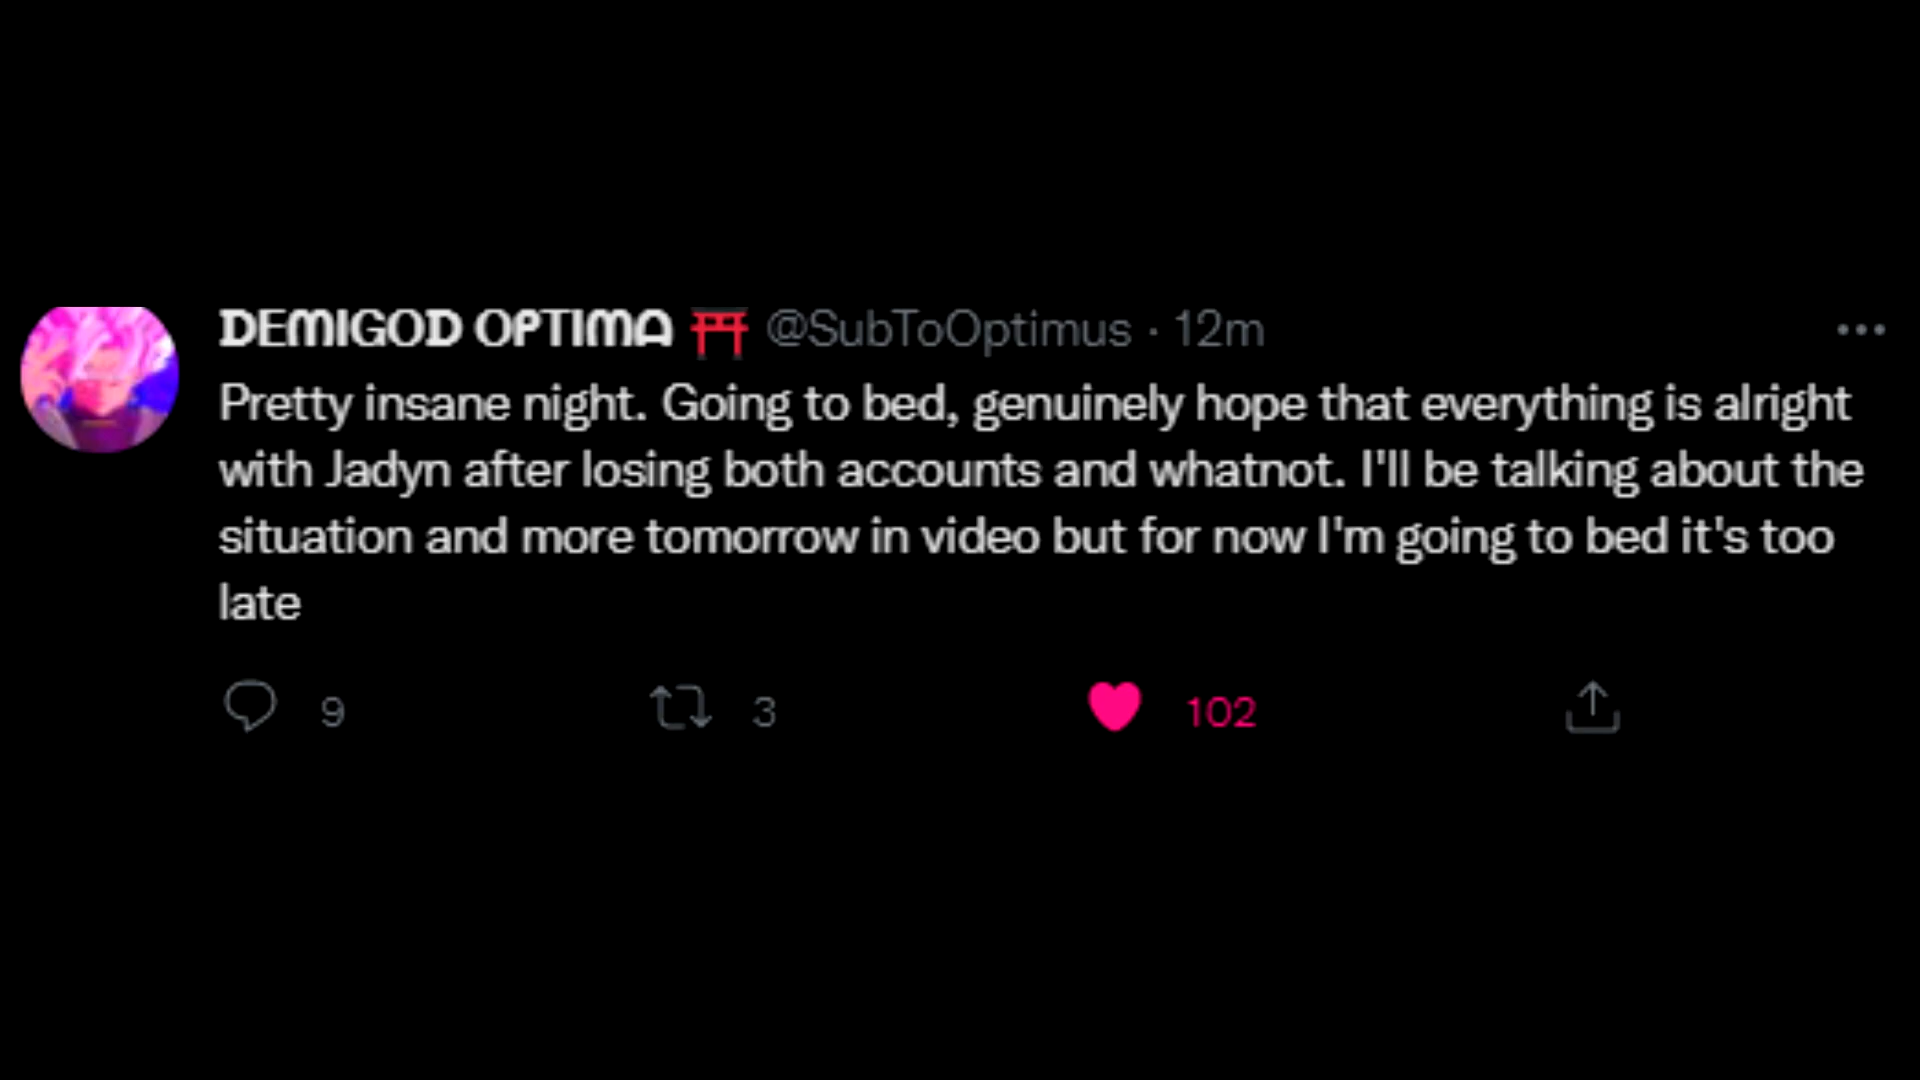 DEMIGOD OPTIMA ⛩️ @SubToOptimus · 12m
Pretty insane night. Going to bed, genuinely hope that everything is alright
with Jadyn after losing both accounts and whatnot. I'll be talking about the
situation and more tomorrow in video but for now I'm going to bed it's too
late
9 3 102